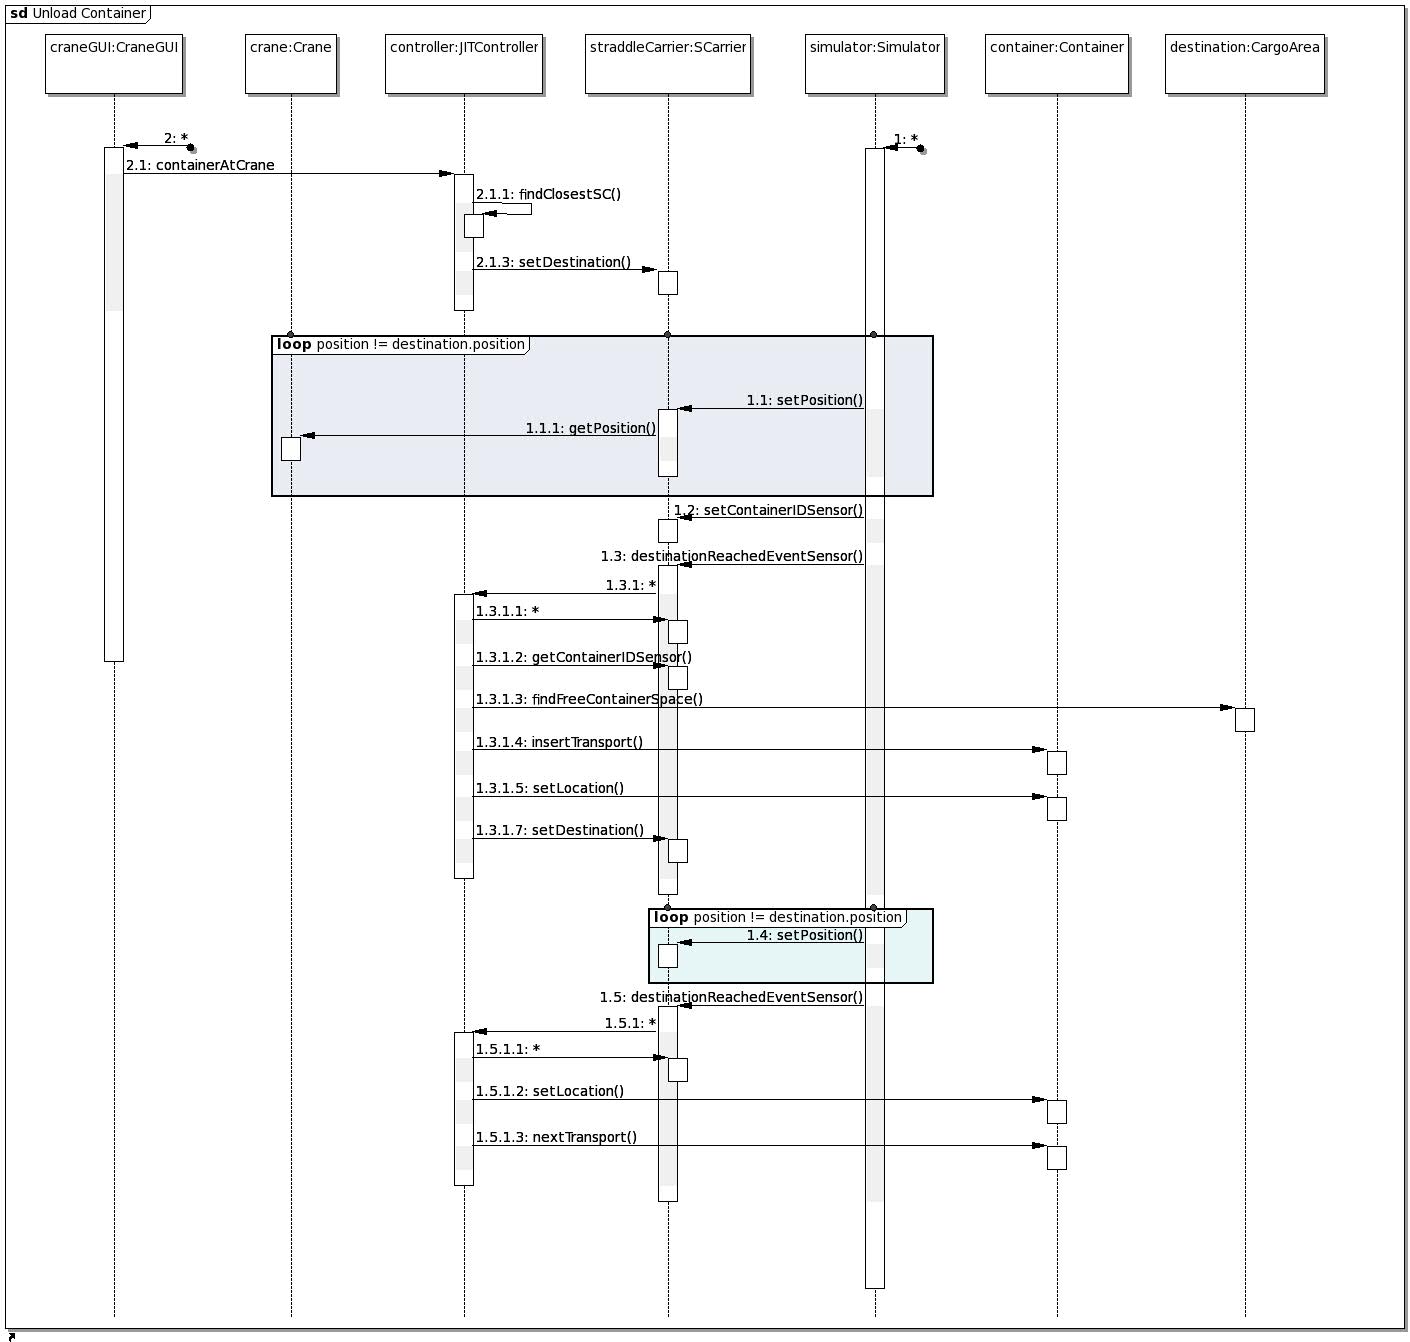 sd Unload Container
craneGUI:CraneGUI
crane:Crane
controller:JITController
straddleCarrier:SCarrier
simulator:Simulator
container:Container
destination:CargoArea
2: *
1: *
2.1: containerAtCrane
2.1.1: findClosestSC()
2.1.3: setDestination()
loop position != destination.position
1.1: setPosition()
1.1.1: getPosition()
1.2: setContainerIDSensor()
1.3: destinationReachedEventSensor()
1.3.1: *
1.3.1.1: *
1.3.1.2: getContainerIDSensor()
1.3.1.3: findFreeContainerSpace()
1.3.1.4: insertTransport()
1.3.1.5: setLocation()
1.3.1.7: setDestination()
loop position != destination.position
1.4: setPosition()
1.5: destinationReachedEventSensor()
1.5.1: *
1.5.1.1: *
1.5.1.2: setLocation()
1.5.1.3: nextTransport()